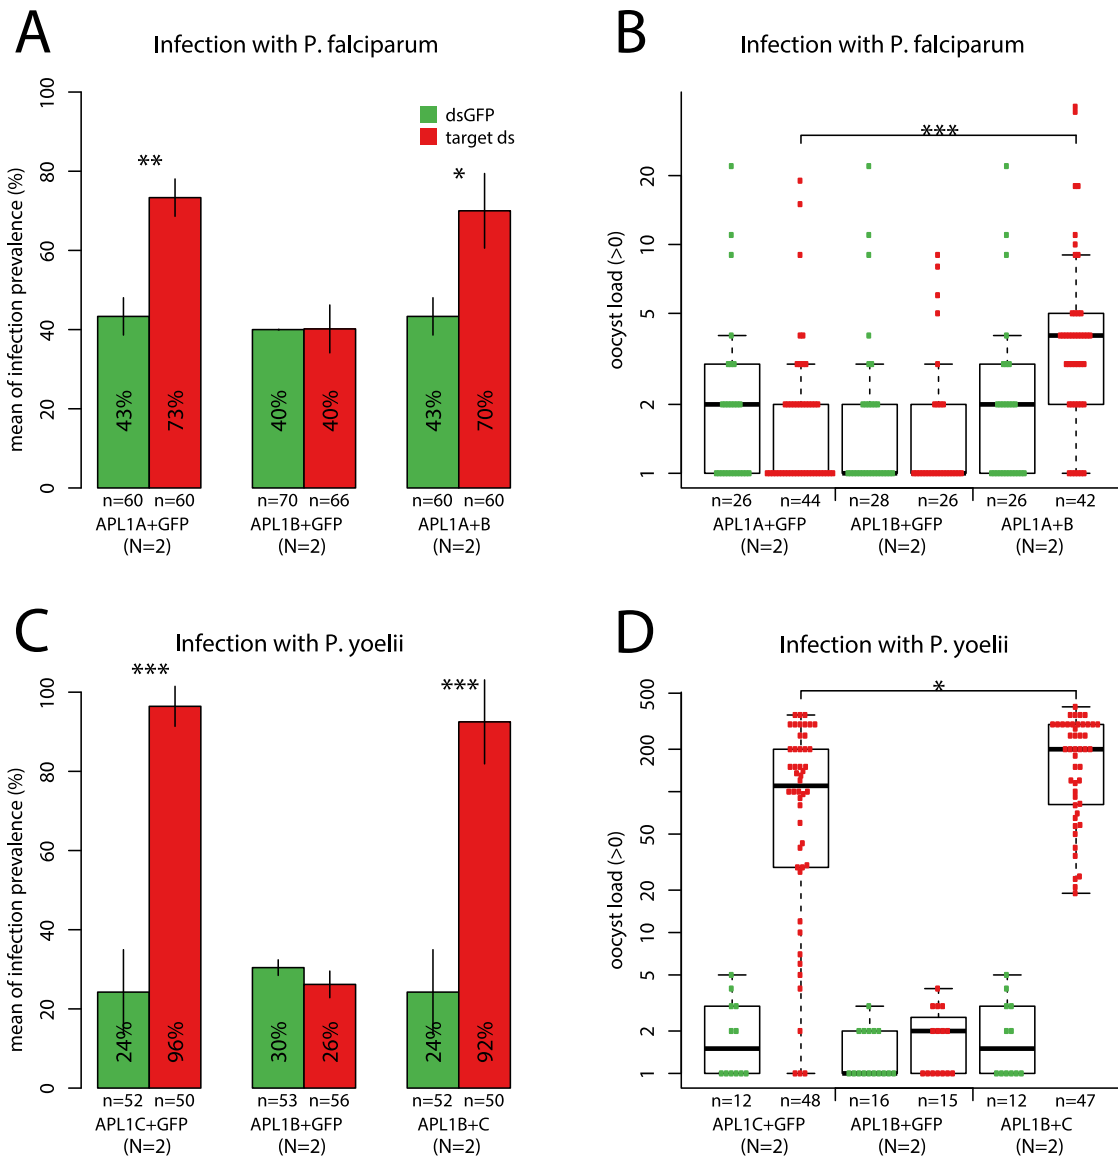 A
Infection with P. falciparum
mean of infection prevalence (%)
100
80
60
40
20
0
dsGFP
target ds
**
*
43%
73%
40%
40%
43%
70%
n=60 n=60
n=70 n=66
n=60 n=60
APL1A+GFP
APL1B+GFP
APL1A+B
(N=2)
(N=2)
(N=2)
B
Infection with P. falciparum
oocyst load (>0)
20
10
5
2
1
***
n=26
n=44
n=28
n=26
n=26
n=42
APL1A+GFP
APL1B+GFP
APL1A+B
(N=2)
(N=2)
(N=2)
C
Infection with P. yoelii
mean of infection prevalence (%)
100
80
60
40
20
0
***
***
24%
96%
30%
26%
24%
92%
n=52 n=50
n=53 n=56
n=52 n=50
APL1C+GFP
APL1B+GFP
APL1B+C
(N=2)
(N=2)
(N=2)
D
Infection with P. yoelii
oocyst load (>0)
500
200
50
20
10
5
2
1
*
n=12
n=48
n=16
n=15
n=12
n=47
APL1C+GFP
APL1B+GFP
APL1B+C
(N=2)
(N=2)
(N=2)